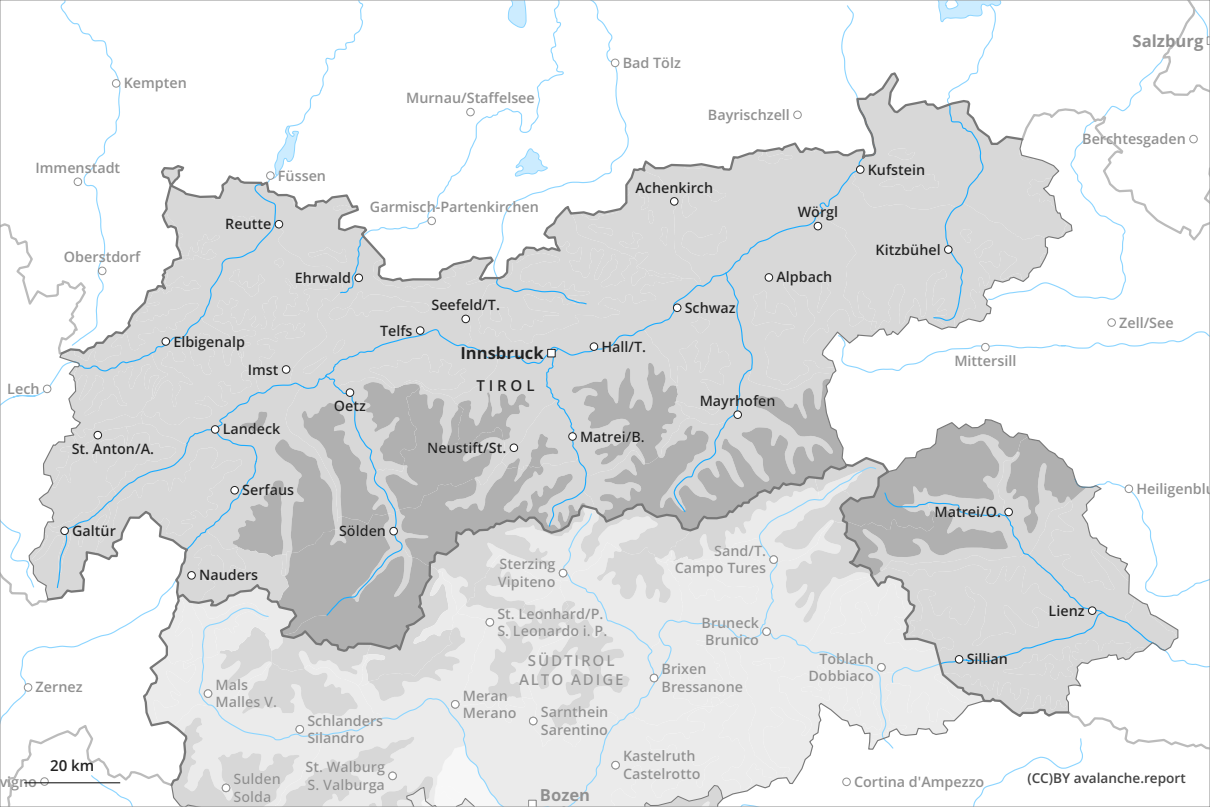 Salzburg
Kempten
Bad Tölz
Murnau/Staffelsee
Bayrischzell
Berchtesgaden
Immenstadt
Füssen
Kufstein
Achenkirch
Garmisch-Partenkirchen
Wörgl
Reutte
Oberstdorf
Kitzbühel
Ehrwald
Alpbach
Seefeld/T.
Schwaz
Telfs
Zell/See
Elbigenalp
Innsbruck
Hall/T.
Mittersill
Imst
TIROL
Lech
Oetz
Mayrhofen
Landeck
Matrei/B.
St. Anton/A.
Neustift/St.
Serfaus
Heiligenblu
Matrei/O.
Galtür
Sölden
Sand/T.
Campo Tures
Sterzing
Vipiteno
Nauders
St. Leonhard/P.
S. Leonardo i. P.
Lienz
Bruneck
Brunico
SÜDTIROL
ALTO ADIGE
Toblach
Dobbiaco
Sillian
Brixen
Bressanone
Zernez
Mals
Malles V.
Meran
Merano
Sarnthein
Sarentino
Schlanders
Silandro
Kastelruth
Castelrotto
St. Walburg
S. Valburga
20 km
vigno
Sulden
Solda
Cortina d'Ampezzo
(CC)BY avalanche.report
Bozen